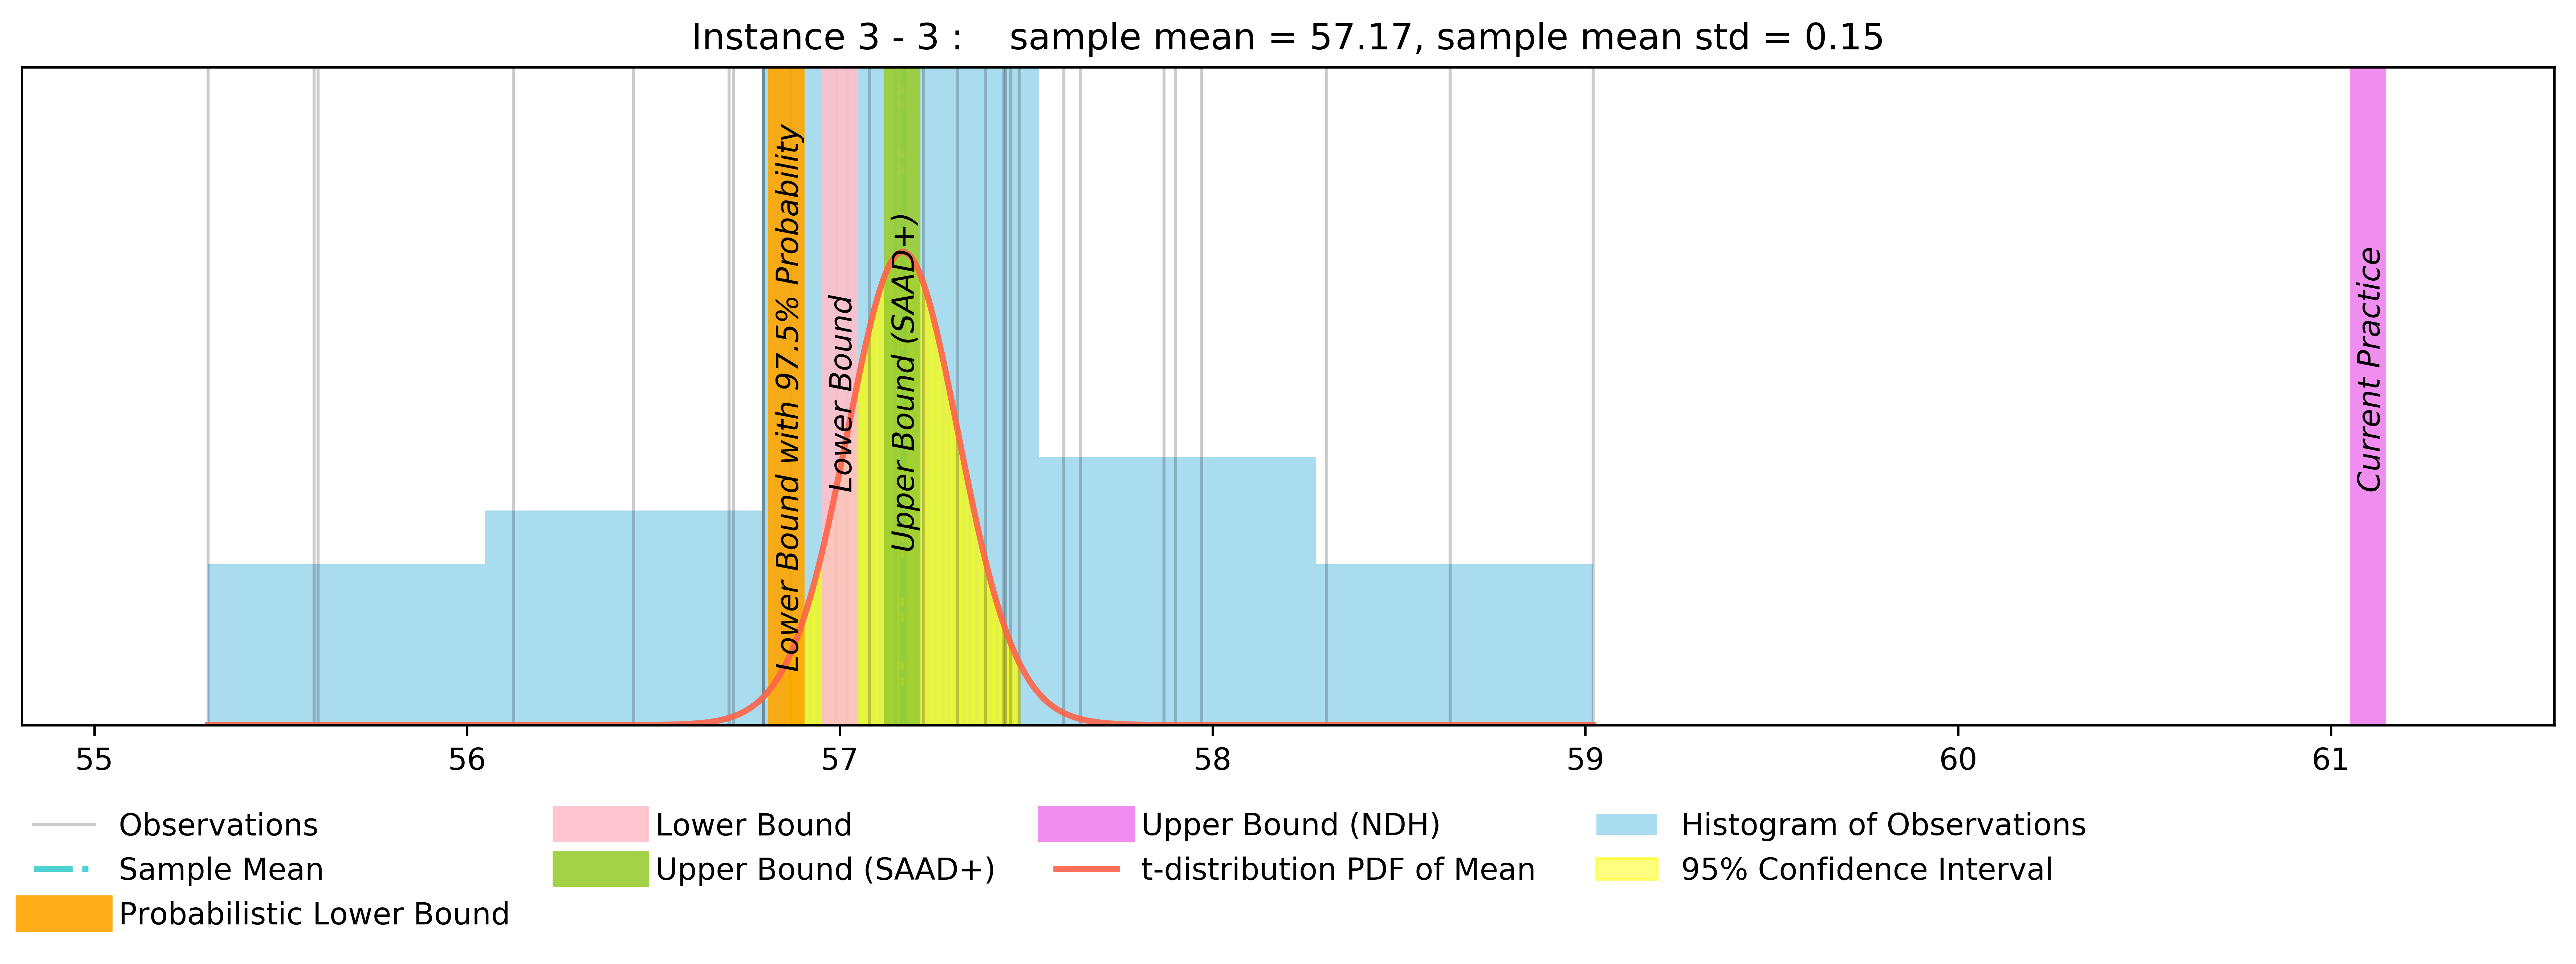 Instance 3 - 3 :    sample mean = 57.17, sample mean std = 0.15
Lower Bound with 97.5% Probability
Lower Bound
Upper Bound (SAAD+)
Current Practice
55 56 57 58 59 60 61
Observations
Sample Mean
Probabilistic Lower Bound
Lower Bound
Upper Bound (SAAD+)
Upper Bound (NDH)
t-distribution PDF of Mean
Histogram of Observations
95% Confidence Interval